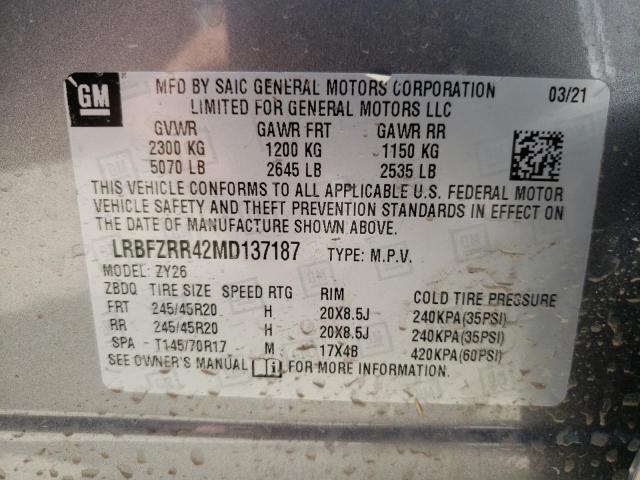 GM
MFD BY SAIC GENERAL MOTORS CORPORATION 03/21
LIMITED FOR GENERAL MOTORS LLC
GVWR GAWR FRT GAWR RR
2300 KG 1200 KG 1150 KG
5070 LB 2645 LB 2535 LB
THIS VEHICLE CONFORMS TO ALL APPLICABLE U.S. FEDERAL MOTOR
VEHICLE SAFETY AND THEFT PREVENTION STANDARDS IN EFFECT ON
THE DATE OF MANUFACTURE SHOWN ABOVE.
LRBFZRR42MD137187 TYPE: M.P.V.
MODEL: ZY26
ZBDQ TIRE SIZE SPEED RTG RIM COLD TIRE PRESSURE
FRT 245/45R20 H 20X8.5J 240KPA(35PSI)
RR 245/45R20 H 20X8.5J 240KPA(35PSI)
SPA T145/70R17 M 17X4B 420KPA(60PSI)
SEE OWNER'S MANUAL FOR MORE INFORMATION.